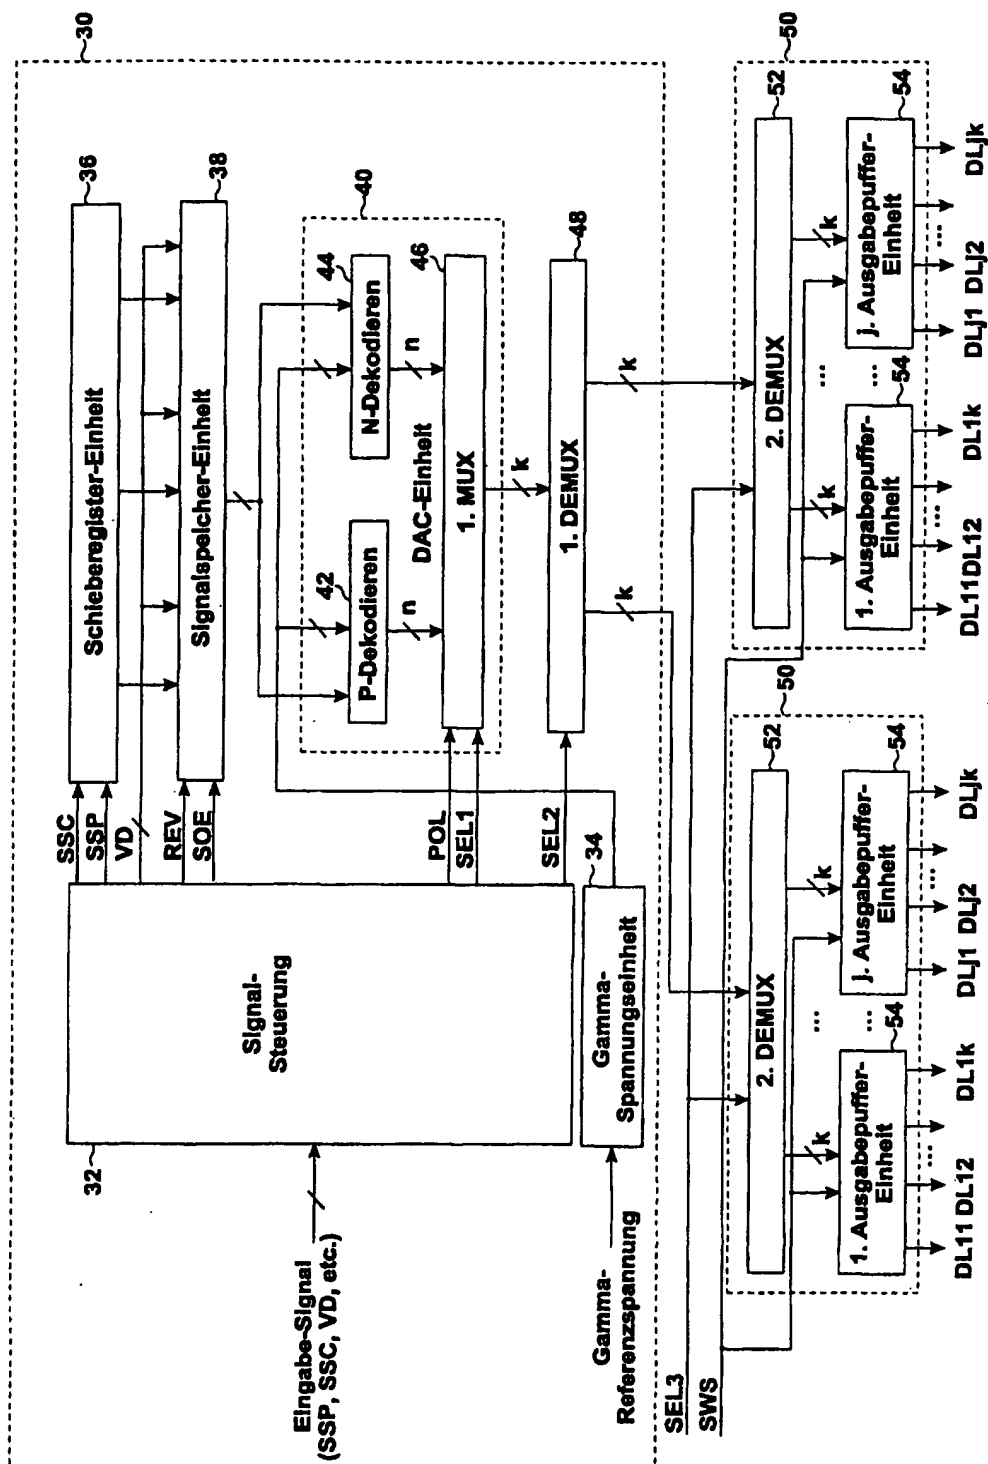 30
Schieberegister-Einheit
36
Signalspeicher-Einheit
38
40
44
N-Dekodieren
42
P-Dekodieren
n
n
DAC-Einheit
46
1. MUX
k
48
1. DEMUX
k
k
SSC
SSP
VD
REV
SOE
POL
SEL1
SEL2
Signal-
Steuerung
32
34
Gamma-
Spannungseinheit
Eingabe-Signal
(SSP, SSC, VD, etc.)
Gamma-
Referenzspannung
SEL3
SWS
50
52
2. DEMUX
k
k
54
1. Ausgabepuffer-
Einheit
...
...
54
j. Ausgabepuffer-
Einheit
DL11 DL12 ... DL1k
DLj1 DLj2 ... DLjk
50
52
2. DEMUX
k
k
54
1. Ausgabepuffer-
Einheit
...
...
54
j. Ausgabepuffer-
Einheit
DL11 DL12 ... DL1k
DLj1 DLj2 ... DLjk